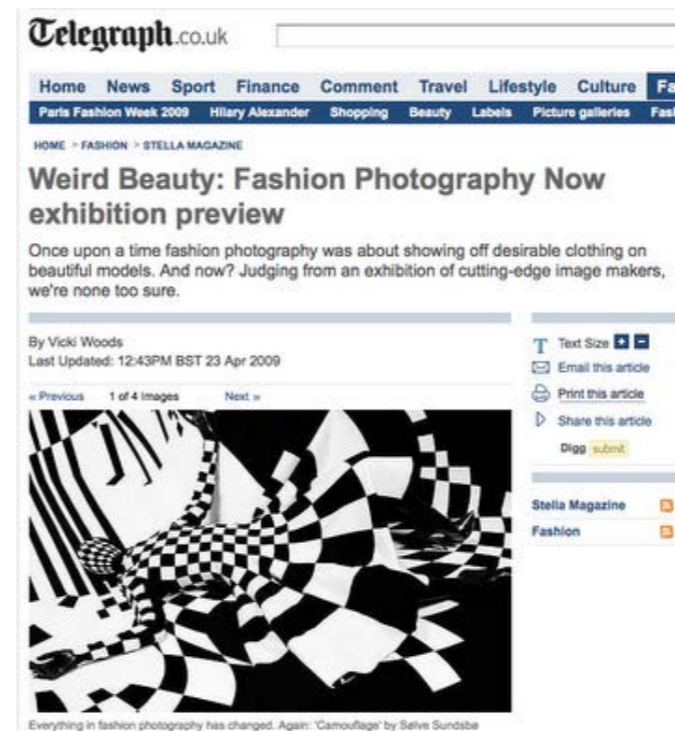 Telegraph.co.uk
Home News Sport Finance Comment Travel Lifestyle Culture Fa
Paris Fashion Week 2009 Hilary Alexander Shopping Beauty Labels Picture galleries Fash
HOME > FASHION > STELLA MAGAZINE
Weird Beauty: Fashion Photography Now
exhibition preview
Once upon a time fashion photography was about showing off desirable clothing on
beautiful models. And now? Judging from an exhibition of cutting-edge image makers,
we're none too sure.
By Vicki Woods
Last Updated: 12:43PM BST 23 Apr 2009
« Previous 1 of 4 Images Next »
Text Size + -
Email this article
Print this article
Share this article
Digg submit
Stella Magazine
Fashion
Everything in fashion photography has changed. Again: 'Camouflage' by Sølve Sundsbø